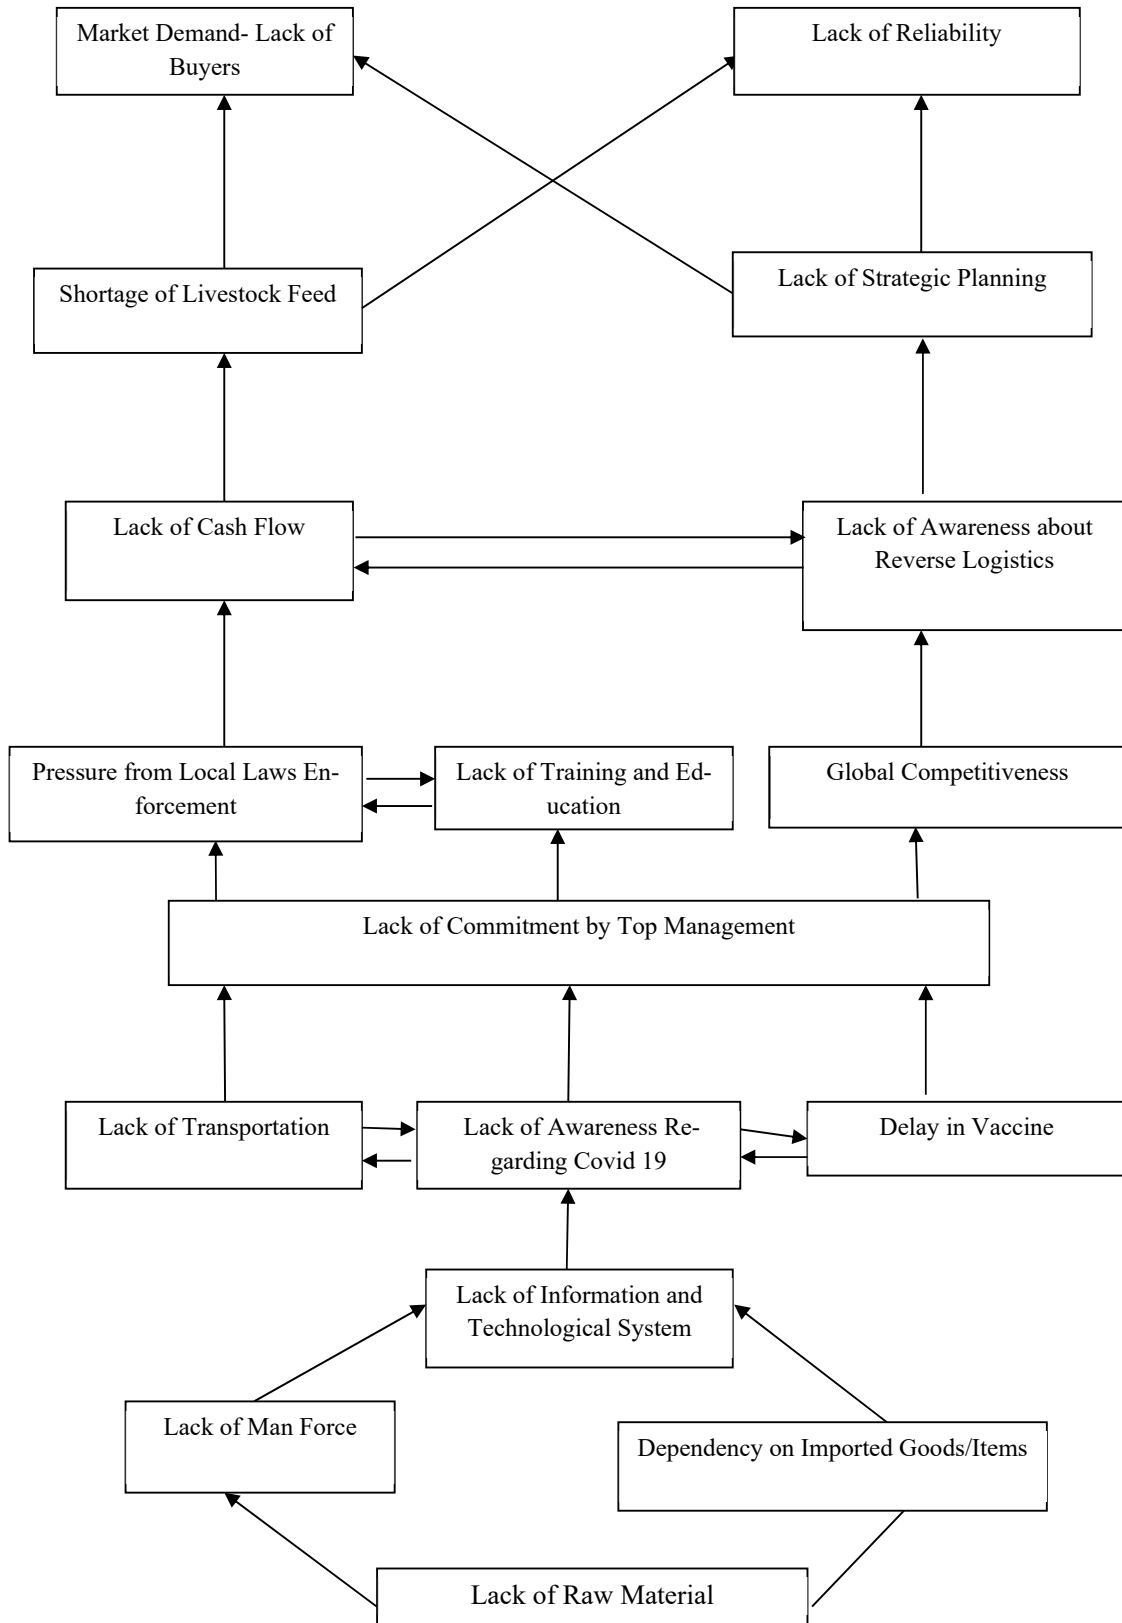 Market Demand- Lack of
Buyers
Lack of Reliability
Shortage of Livestock Feed
Lack of Strategic Planning
Lack of Cash Flow
Lack of Awareness about
Reverse Logistics
Pressure from Local Laws En-
forcement
Lack of Training and Ed-
ucation
Global Competitiveness
Lack of Commitment by Top Management
Lack of Transportation
Lack of Awareness Re-
garding Covid 19
Delay in Vaccine
Lack of Information and
Technological System
Lack of Man Force
Dependency on Imported Goods/Items
Lack of Raw Material